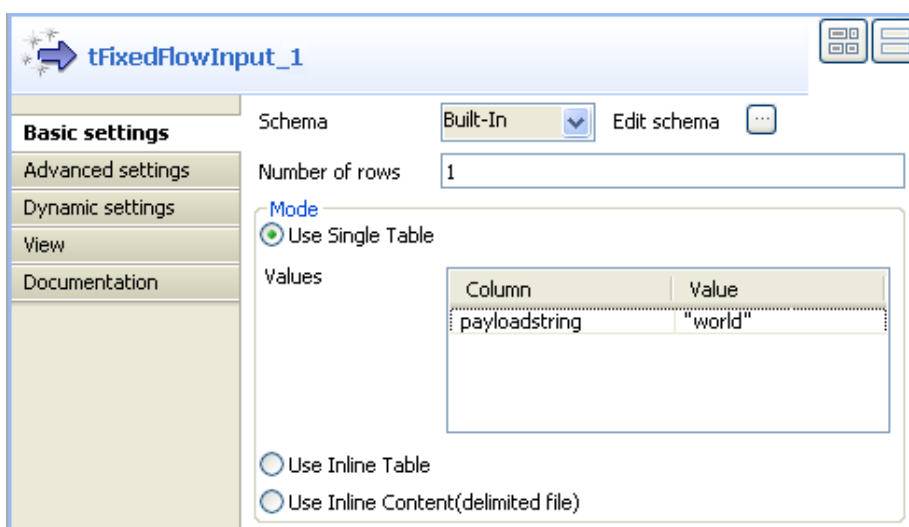 tFixedFlowInput_1
Basic settings
Advanced settings
Dynamic settings
View
Documentation
Schema Built-In Edit schema ...
Number of rows 1
Mode
Use Single Table
Values
Column Value
payloadstring "world"
Use Inline Table
Use Inline Content(delimited file)